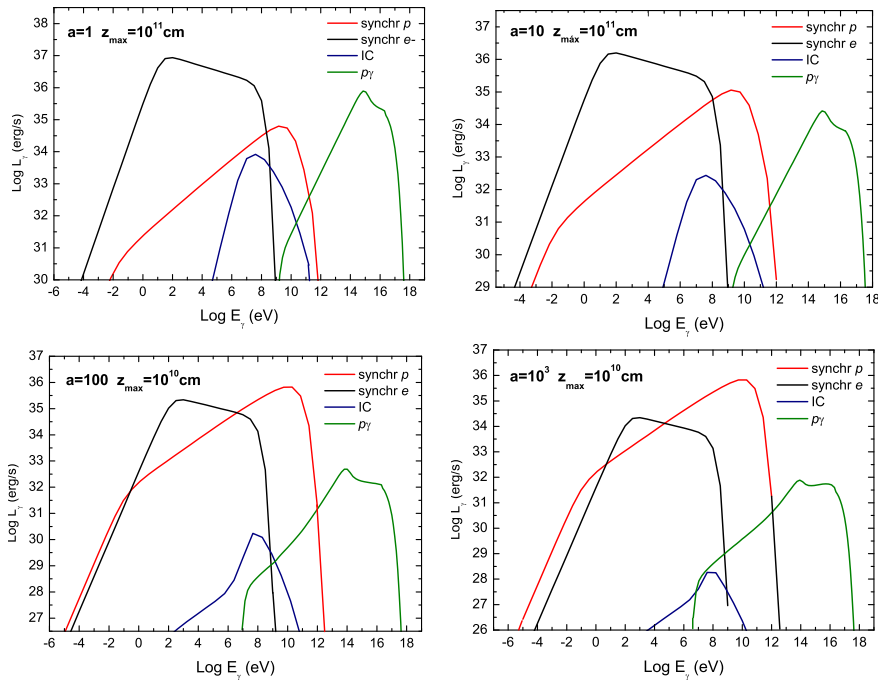 a=1 z_max=10^11cm
synchr p
synchr e-
IC
pγ
Log L_γ (erg/s)
38
37
36
35
34
33
32
31
30
-6 -4 -2 0 2 4 6 8 10 12 14 16 18
Log E_γ (eV)
a=10 z_máx=10^11cm
synchr p
synchr e
IC
pγ
Log L_γ (erg/s)
37
36
35
34
33
32
31
30
29
-4 -2 0 2 4 6 8 10 12 14 16 18
Log E_γ (eV)
a=100 z_max=10^10cm
synchr p
synchr e
IC
pγ
Log L_γ (erg/s)
37
36
35
34
33
32
31
30
29
28
27
-6 -4 -2 0 2 4 6 8 10 12 14 16 18
Log E_γ (eV)
a=10^3 z_max=10^10cm
synchr p
synchr e
IC
pγ
Log L_γ (erg/s)
37
36
35
34
33
32
31
30
29
28
27
26
-6 -4 -2 0 2 4 6 8 10 12 14 16 18
Log E_γ (eV)